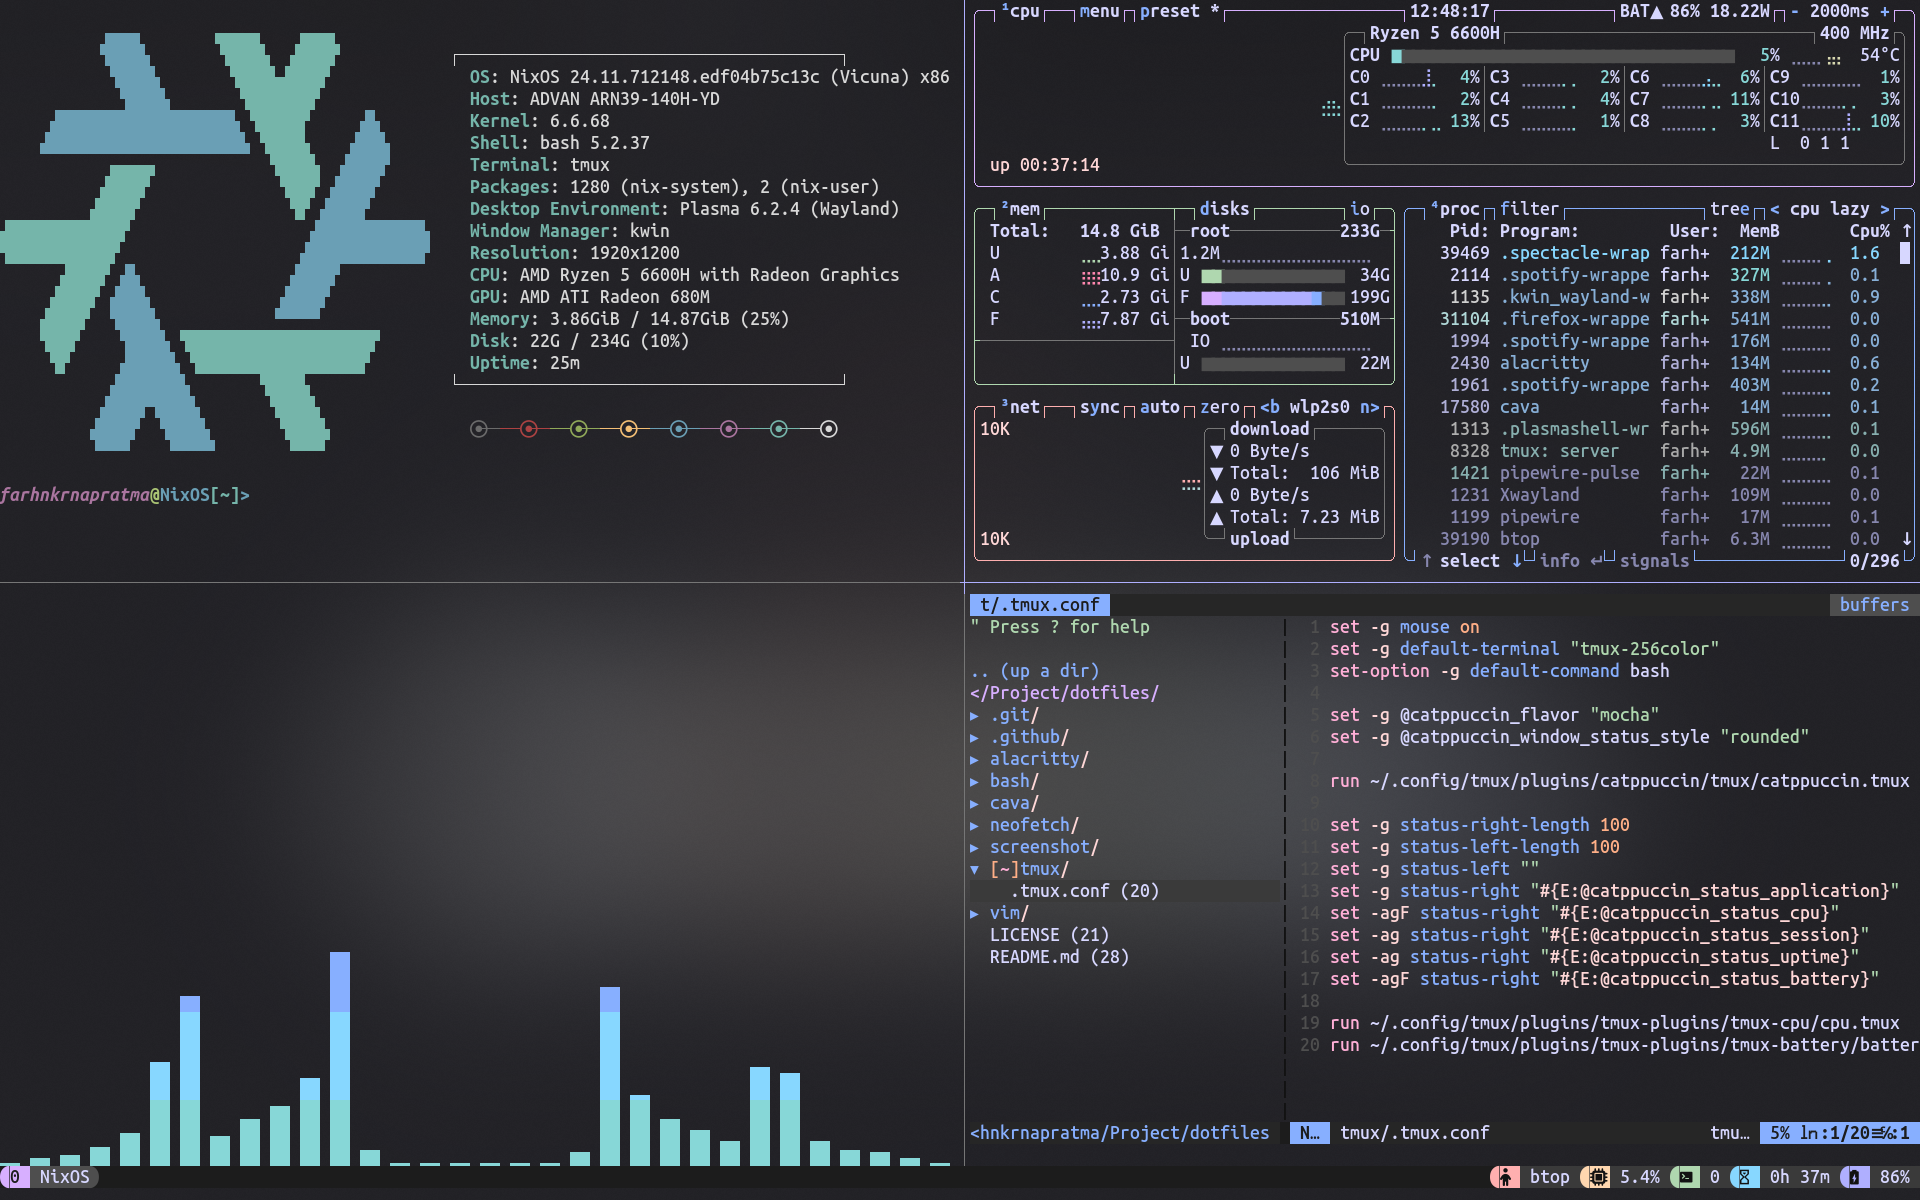 OS: NixOS 24.11.712148.edf04b75c13c (Vicuna) x86
Host: ADVAN ARN39-140H-YD
Kernel: 6.6.68
Shell: bash 5.2.37
Terminal: tmux
Packages: 1280 (nix-system), 2 (nix-user)
Desktop Environment: Plasma 6.2.4 (Wayland)
Window Manager: kwin
Resolution: 1920x1200
CPU: AMD Ryzen 5 6600H with Radeon Graphics
GPU: AMD ATI Radeon 680M
Memory: 3.86GiB / 14.87GiB (25%)
Disk: 22G / 234G (10%)
Uptime: 25m
farhnkrnapratma@NixOS[~]>
¹cpu menu preset * 12:48:17 BAT▲ 86% 18.22W - 2000ms +
Ryzen 5 6600H 400 MHz
CPU 5% 54°C
C0 4% C3 2% C6 6% C9 1%
C1 2% C4 4% C7 11% C10 3%
C2 13% C5 1% C8 3% C11 10%
L 0 1 1
up 00:37:14
²mem disks io
Total: 14.8 GiB root 233G
U 3.88 Gi 1.2M
A 10.9 Gi U 34G
C 2.73 Gi F 199G
F 7.87 Gi boot 510M
IO
U 22M
³net sync auto zero <b wlp2s0 n>
10K download
▼ 0 Byte/s
▼ Total: 106 MiB
▲ 0 Byte/s
▲ Total: 7.23 MiB
10K upload
⁴proc filter tree < cpu lazy >
Pid: Program: User: MemB Cpu% ↑
39469 .spectacle-wrap farh+ 212M 1.6
2114 .spotify-wrappe farh+ 327M 0.1
1135 .kwin_wayland-w farh+ 338M 0.9
31104 .firefox-wrappe farh+ 541M 0.0
1994 .spotify-wrappe farh+ 176M 0.0
2430 alacritty farh+ 134M 0.6
1961 .spotify-wrappe farh+ 403M 0.2
17580 cava farh+ 14M 0.1
1313 .plasmashell-wr farh+ 596M 0.1
8328 tmux: server farh+ 4.9M 0.0
1421 pipewire-pulse farh+ 22M 0.1
1231 Xwayland farh+ 109M 0.0
1199 pipewire farh+ 17M 0.1
39190 btop farh+ 6.3M 0.0 ↓
↑ select ↓ info ↵ signals 0/296
t/.tmux.conf buffers
" Press ? for help
.. (up a dir)
</Project/dotfiles/
▸ .git/
▸ .github/
▸ alacritty/
▸ bash/
▸ cava/
▸ neofetch/
▸ screenshot/
▾ [~]tmux/
.tmux.conf (20)
▸ vim/
LICENSE (21)
README.md (28)
1 set -g mouse on
2 set -g default-terminal "tmux-256color"
3 set-option -g default-command bash
4
5 set -g @catppuccin_flavor "mocha"
6 set -g @catppuccin_window_status_style "rounded"
7
8 run ~/.config/tmux/plugins/catppuccin/tmux/catppuccin.tmux
9
10 set -g status-right-length 100
11 set -g status-left-length 100
12 set -g status-left ""
13 set -g status-right "#{E:@catppuccin_status_application}"
14 set -agF status-right "#{E:@catppuccin_status_cpu}"
15 set -ag status-right "#{E:@catppuccin_status_session}"
16 set -ag status-right "#{E:@catppuccin_status_uptime}"
17 set -agF status-right "#{E:@catppuccin_status_battery}"
18
19 run ~/.config/tmux/plugins/tmux-plugins/tmux-cpu/cpu.tmux
20 run ~/.config/tmux/plugins/tmux-plugins/tmux-battery/batter
<hnkrnapratma/Project/dotfiles N… tmux/.tmux.conf tmu… 5% ln:1/20≡℅:1
0 NixOS btop 5.4% 0 0h 37m 86%